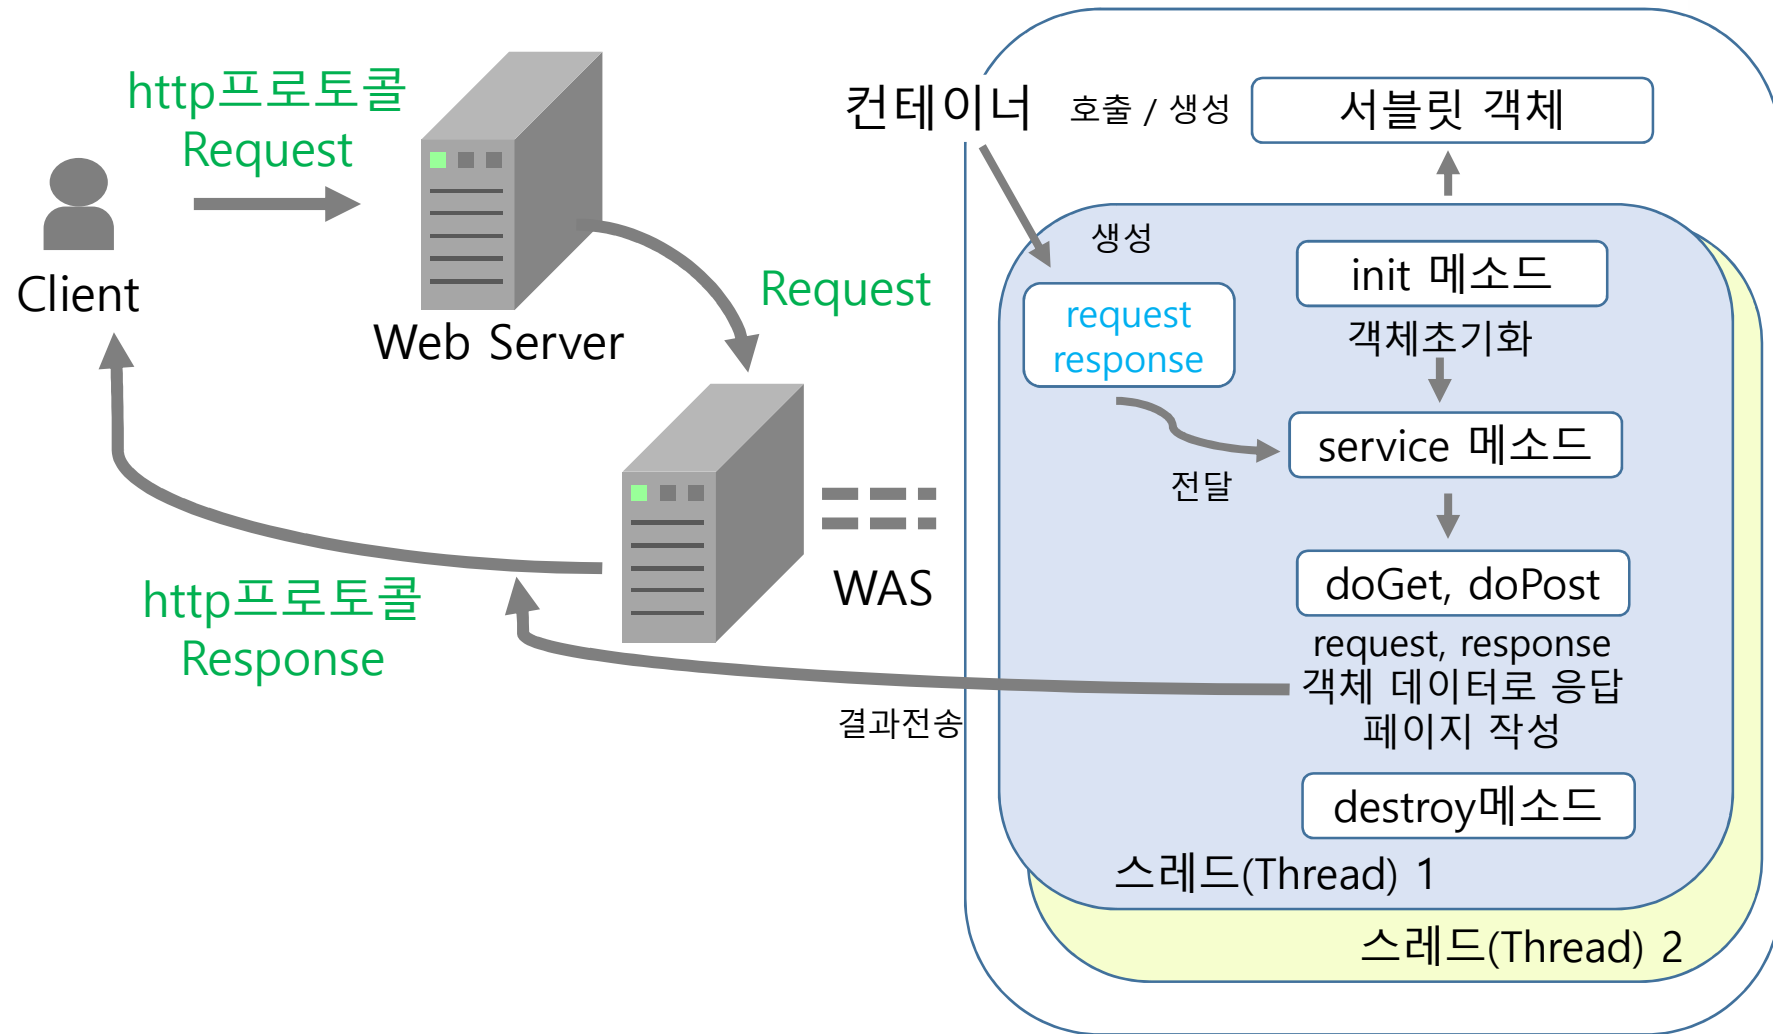 http프로토콜
Request
Client
Web Server
Request
WAS
http프로토콜
Response
결과전송
컨테이너
호출 / 생성
서블릿 객체
생성
request
response
전달
init 메소드
객체초기화
service 메소드
doGet, doPost
request, response
객체 데이터로 응답
페이지 작성
destroy메소드
스레드(Thread) 1
스레드(Thread) 2